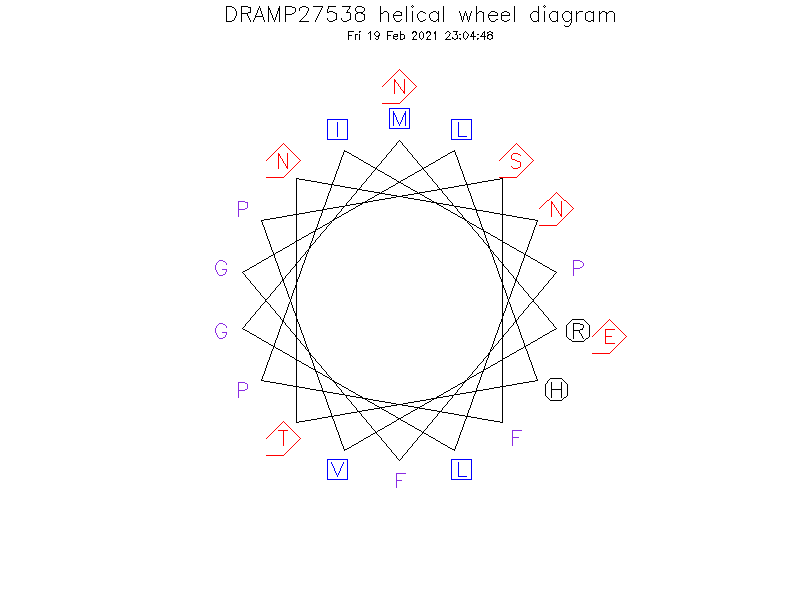 DRAMP27538 helical wheel diagram
Fri 19 Feb 2021 23:04:48
N
I M L
N S
P N
G P
G R E
P H
T F
V F L